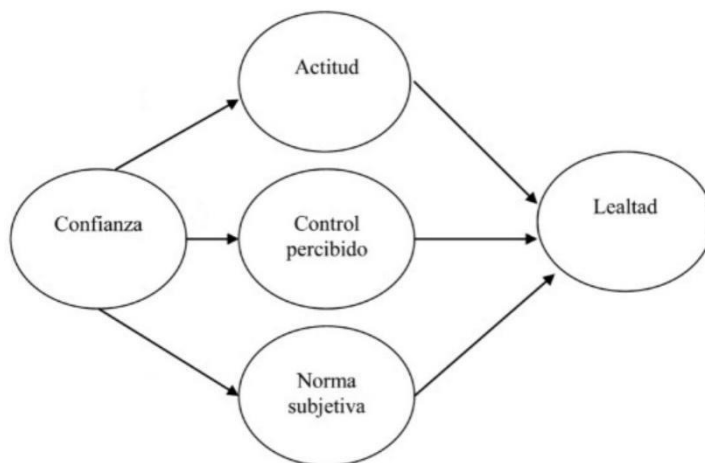 Actitud
Confianza
Control
percibido
Lealtad
Norma
subjetiva